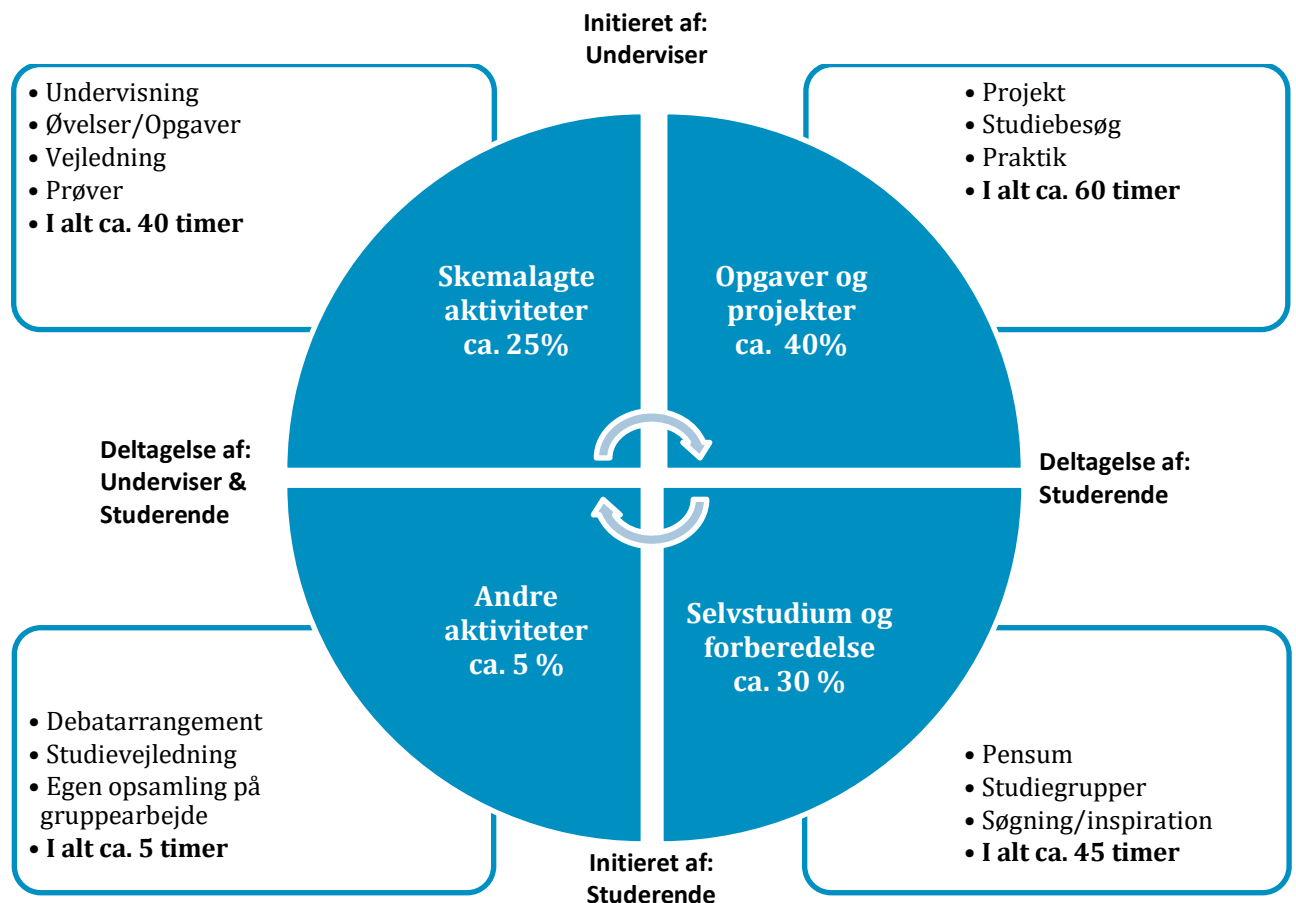 Initieret af:
Underviser
• Undervisning
• Øvelser/Opgaver
• Vejledning
• Prøver
• I alt ca. 40 timer
• Projekt
• Studiebesøg
• Praktik
• I alt ca. 60 timer
Skemalagte
aktiviteter
ca. 25%
Opgaver og
projekter
ca. 40%
Deltagelse af:
Underviser &
Studerende
Deltagelse af:
Studerende
Andre
aktiviteter
ca. 5 %
Selvstudium og
forberedelse
ca. 30 %
• Debatarrangement
• Studievejledning
• Egen opsamling på
gruppearbejde
• I alt ca. 5 timer
• Pensum
• Studiegrupper
• Søgning/inspiration
• I alt ca. 45 timer
Initieret af:
Studerende